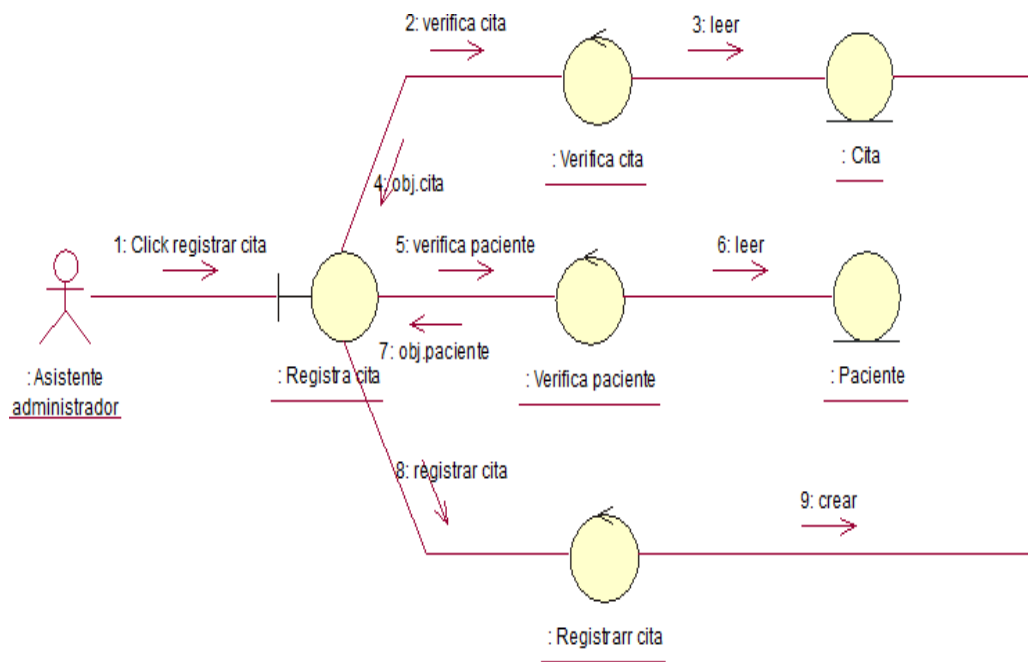 2: verifica cita
3: leer
: Verifica cita
: Cita
4: obj.cita
1: Click registrar cita
5: verifica paciente
6: leer
7: obj.paciente
: Asistente
administrador
: Registra cita
: Verifica paciente
: Paciente
8: registrar cita
9: crear
: Registrarr cita